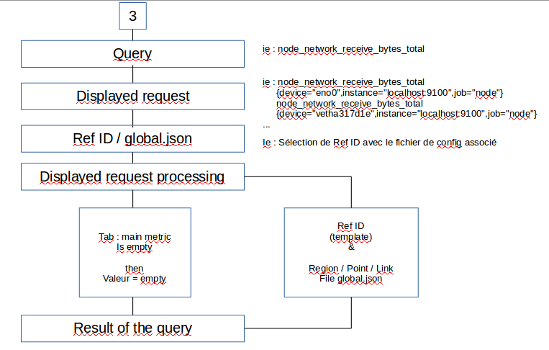 3
Query
ie : node_network_receive_bytes_total
Displayed request
ie : node_network_receive_bytes_total
{device="eno0",instance="localhost:9100",job="node"}
node_network_receive_bytes_total
{device="vetha317d1e",instance="localhost:9100",job="node"}
...
Ref ID / global.json
Ie : Sélection de Ref ID avec le fichier de config associé
Displayed request processing
Tab : main metric
Is empty
then
Valeur = empty
Ref ID
(template)
&
Region / Point / Link
File global.json
Result of the query